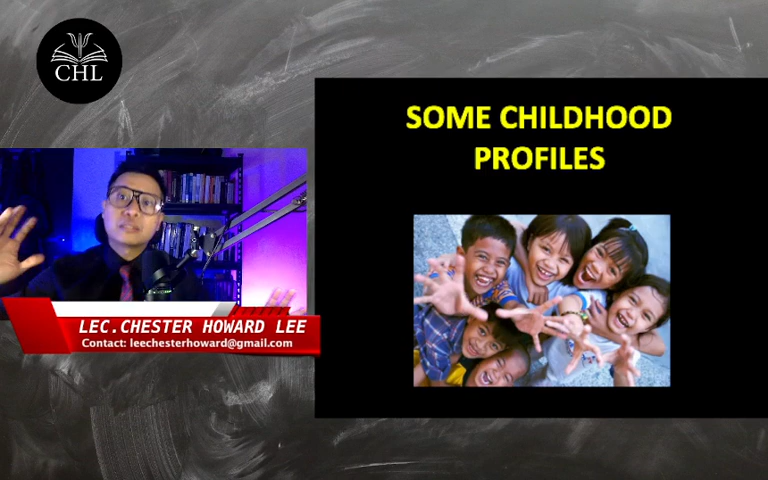 CHL
SOME CHILDHOOD
PROFILES
LEC.CHESTER HOWARD LEE
Contact: leechesterhoward@gmail.com